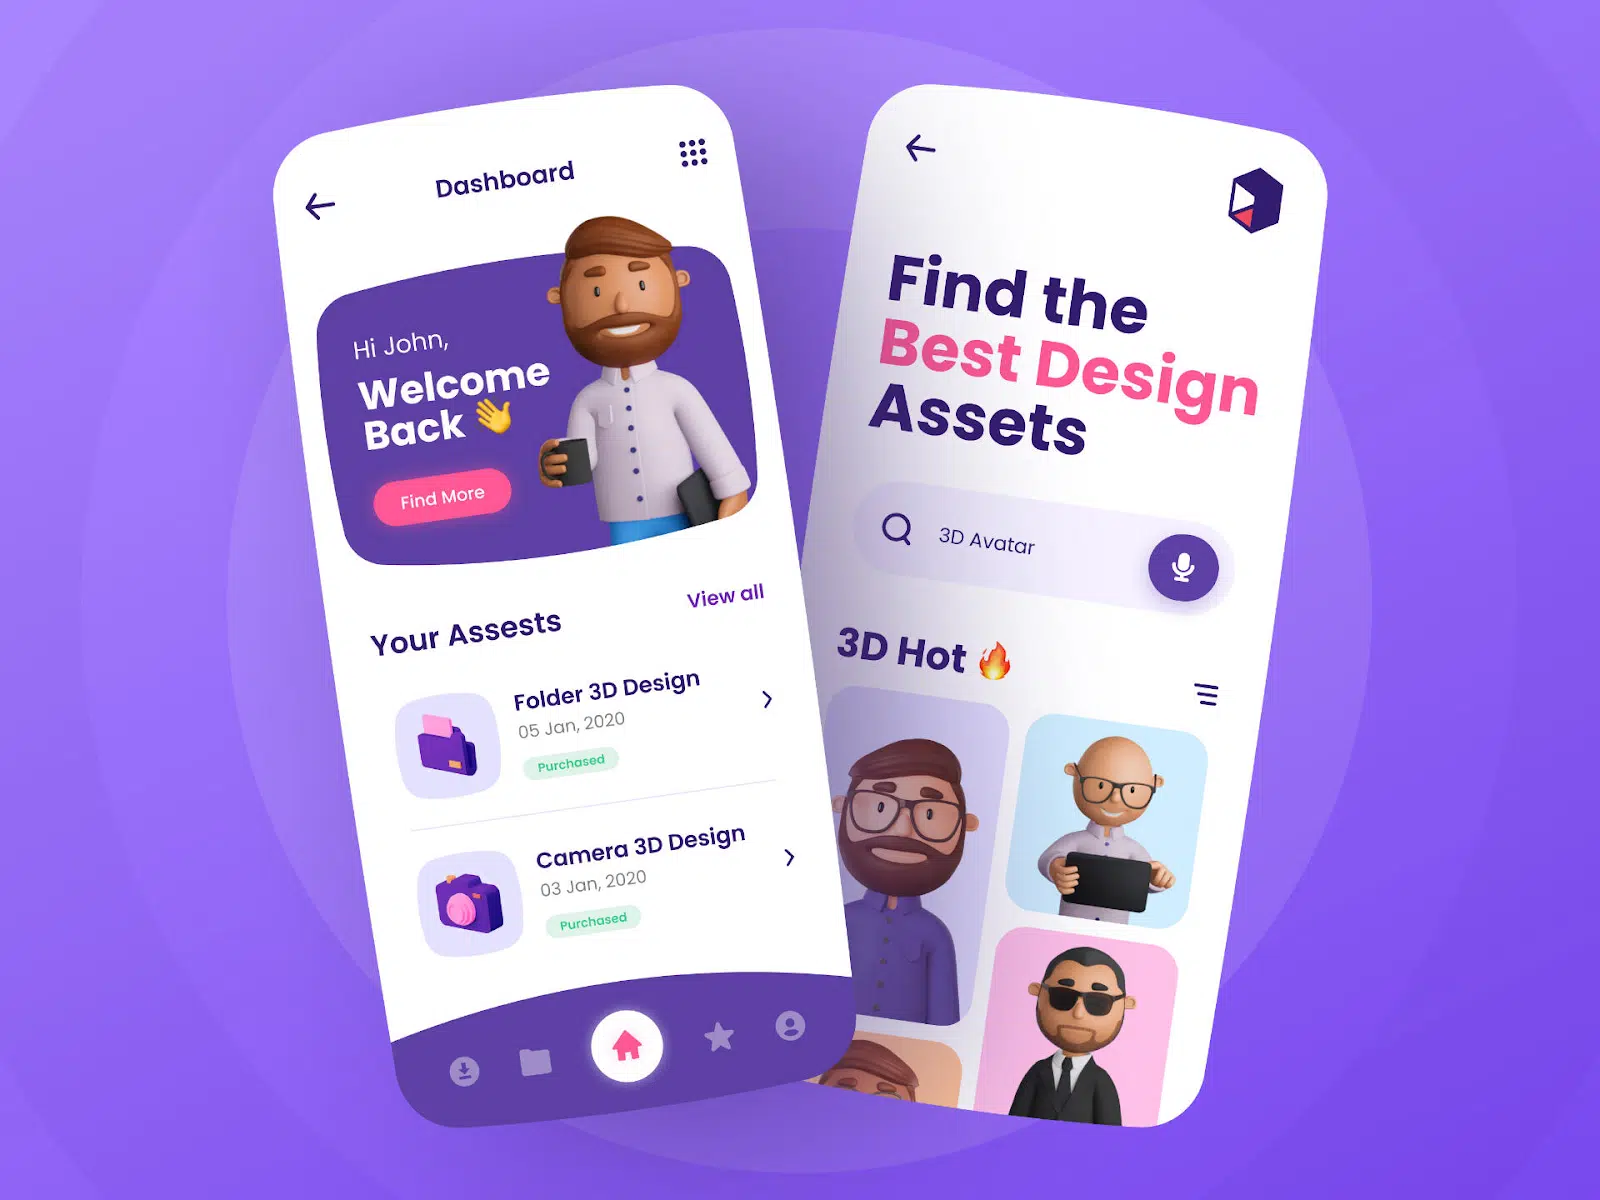 Dashboard
Hi John,
Welcome
Back 👋
Find More
Your Assests
View all
Folder 3D Design
05 Jan, 2020
Purchased
Camera 3D Design
03 Jan, 2020
Purchased
Find the
Best Design
Assets
3D Avatar
3D Hot 🔥